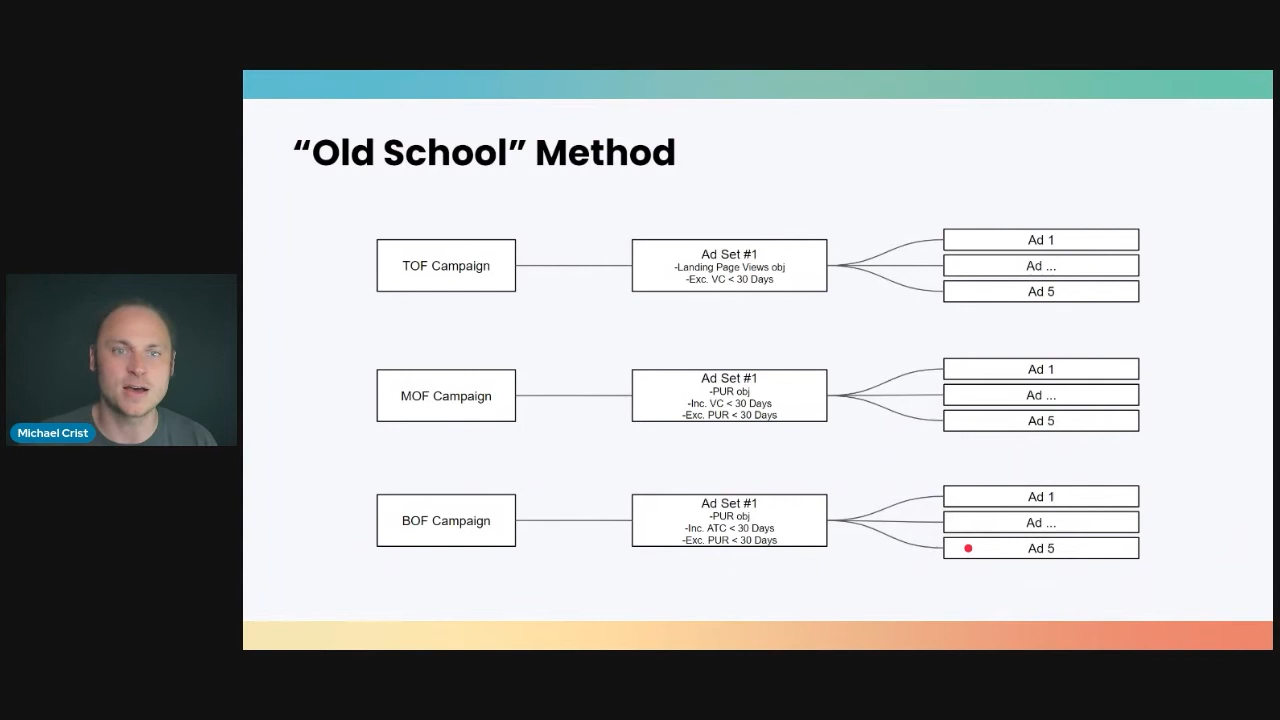 “Old School” Method
TOF Campaign
Ad Set #1
-Landing Page Views obj
-Exc. VC < 30 Days
Ad 1
Ad ...
Ad 5
MOF Campaign
Ad Set #1
-PUR obj
-Inc. VC < 30 Days
-Exc. PUR < 30 Days
Ad 1
Ad ...
Ad 5
BOF Campaign
Ad Set #1
-PUR obj
-Inc. ATC < 30 Days
-Exc. PUR < 30 Days
Ad 1
Ad ...
Ad 5
Michael Crist